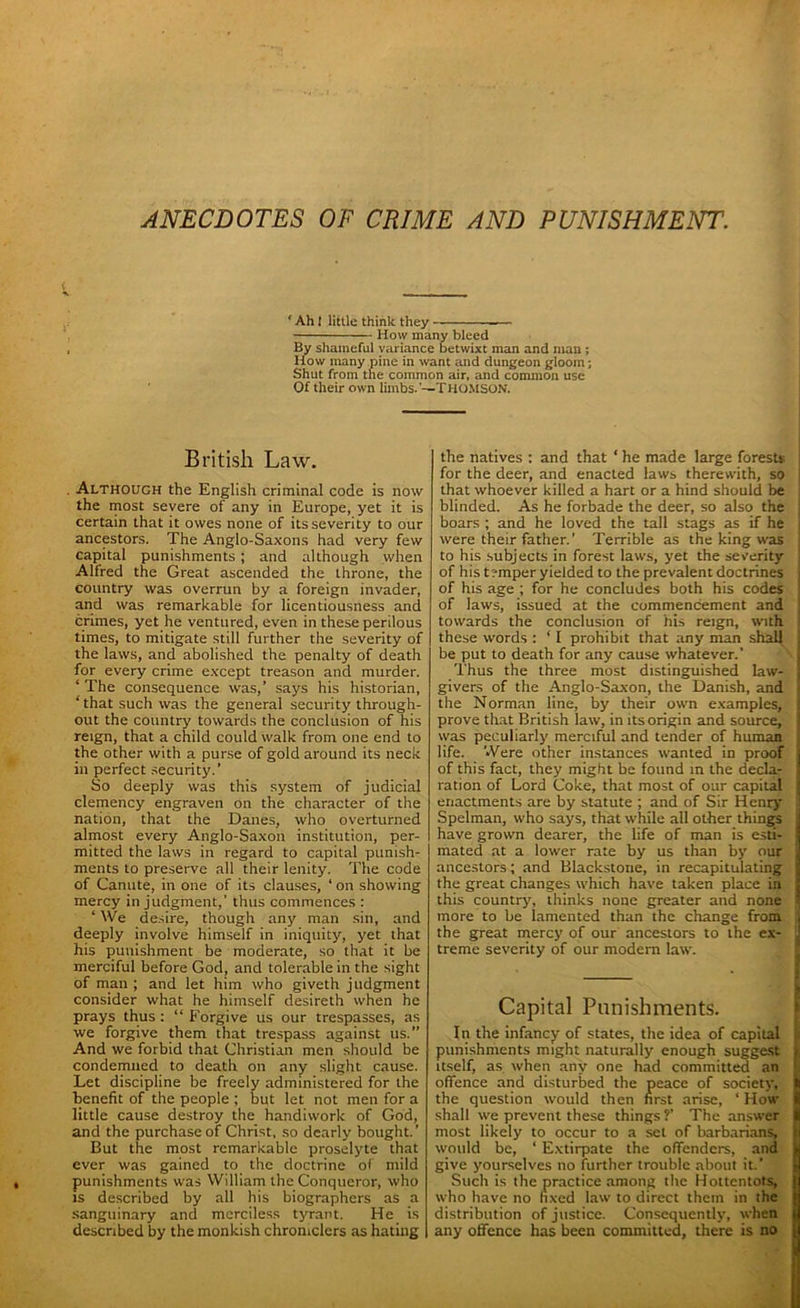 ANECDOTES OF CRIME AND PUNISHMENT.
‘Ah! little think they ————
———— How many bleed
By shameful variance betwixt man and man ;
How many pine in want and dungeon gloom ;
Shut from the common air, and common use
Of their own limbs.’—THOMSON.
British Law.
ALTHOUGH the English criminal code is now
the most severe of any in Europe, yet it is
certain that it owes none of its severity to our
ancestors. The Anglo-Saxons had very few
capital punishments ; and although when
Alfred the Great ascended the throne, the
country was overrun by a foreign invader,
and was remarkable for licentiousness and
crimes, yet he ventured, even in these perilous
times, to mitigate still further the severity of
the laws, and abolished the penalty of death
for every crime except treason and murder.
‘ The consequence was,’ says his historian,
‘ that such was the general security through-
out the country towards the conclusion of his
reign, that a child could walk from one end to
the other with a purse of gold around its neck
in perfect security.’
So deeply was this system of judicial
clemency engraven on the character of the
nation, that the Danes, who overturned
almost every Anglo-Saxon institution, per-
mitted the laws in regard to capital punish-
ments to preserve all their lenity. The code
of Canute, in one of its clauses, ‘ on showing
mercy in judgment,’ thus commences :
‘ We desire, though any man sin, and
deeply involve himself in iniquity, yet that
his punishment be moderate, so that it be
merciful before God, and tolerable in the sight
of man ; and let him who giveth judgment
consider what he himself desireth when he
prays thus : “ Forgive us our trespasses, as
we forgive them that trespass against us.”
And we forbid that Christian men should be
condemned to death on any slight cause.
Let discipline be freely administered for the
benefit of the people ; but let not men for a
little cause destroy the handiwork of God,
and the purchase of Christ, so dearly bought.’
But the most remarkable proselyte that
ever was gained to the doctrine of mild
punishments was William the Conqueror, who
is described by all his biographers as a
sanguinary and merciless tyrant. He is
described by the monkish chroniclers as hating
the natives : and that ‘ he made large forests
for the deer, and enacted laws therewith, so
that whoever killed a hart or a hind should be
blinded. As he forbade the deer, so also the
boars ; and he loved the tall stags as if he
were their father.’ Terrible as the king was
to his subjects in forest laws, yet the severity
of his temper yielded to the prevalent doctrines
of his age ; for he concludes both his codes
of laws, issued at the commencement and
towards the conclusion of his reign, with
these words : ‘ I prohibit that any man shall
be put to death for any cause whatever.’
Thus the three most distinguished law-
givers of the Anglo-Saxon, the Danish, and
the Norman line, by their own examples,
prove that British law, in its origin and source,
was peculiarly merciful and tender of human
life. Were other instances wanted in proof
of this fact, they might be found in the decla-
ration of Lord Coke, that most of our capital
enactments are by statute ; and of Sir Henry
Spelman, who says, that while all other things
have grown dearer, the life of man is esti-
mated at a lower rate by us than by our
ancestors ; and Blackstone, in recapitulating
the great changes which have taken place in
this country, thinks none greater and none
more to be lamented than the change from
the great mercy of our ancestors to the ex-
treme severity of our modern law.
Capital Punishments.
In the infancy of states, the idea of capital
punishments might naturally enough suggest
itself, as when any one had committed an
offence and disturbed the peace of society,
the question would then first arise, ‘ How
shall we prevent these things ?’ The answer
most likely to occur to a set of barbarians,
would be, ‘ Extirpate the offenders, and
give yourselves no further trouble about it.’
Such is the practice among the Hottentots,
who have no fixed law to direct them in the
distribution of justice. Consequently, when
any offence has been committed, there is no